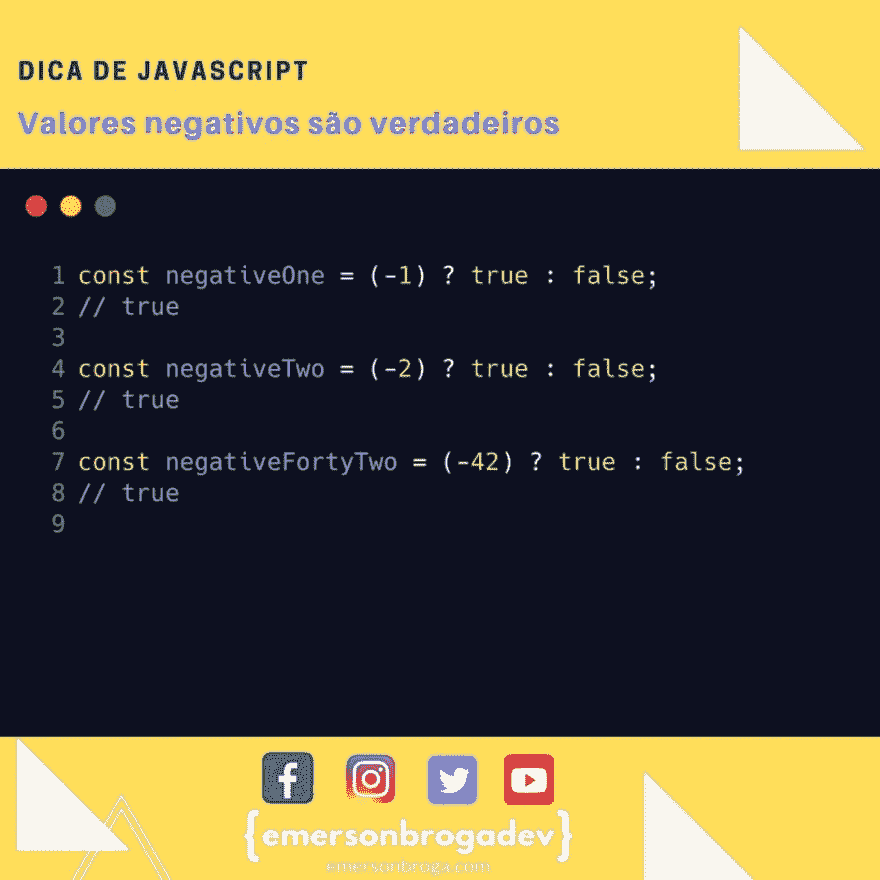 DICA DE JAVASCRIPT
Valores negativos são verdadeiros
1 const negativeOne = (-1) ? true : false;
2 // true
3
4 const negativeTwo = (-2) ? true : false;
5 // true
6
7 const negativeFortyTwo = (-42) ? true : false;
8 // true
9
{emersonbrogadev}
emersonbroga.com